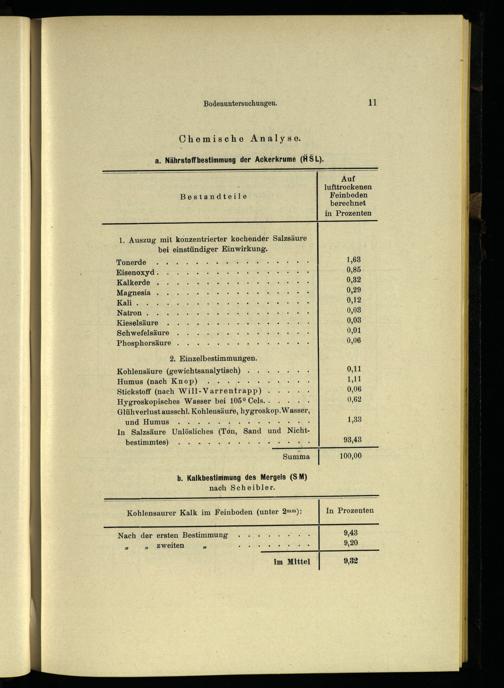 Bodenuntersuchungen. 11
Chemische Analyse.
a. Nährstoffbestimmung der Ackerkrume (H̆SL).
Bestandteile
Auf
lufttrockenen
Feinboden
berechnet
in Prozenten
1. Auszug mit konzentrierter kochender Salzsäure
bei einstündiger Einwirkung.
Tonerde . . . . . . . . . . . . . . . . 1,63
Eisenoxyd . . . . . . . . . . . . . . . . 0,85
Kalkerde . . . . . . . . . . . . . . . . 0,32
Magnesia . . . . . . . . . . . . . . . . 0,29
Kali . . . . . . . . . . . . . . . . . . 0,12
Natron . . . . . . . . . . . . . . . . . 0,03
Kieselsäure . . . . . . . . . . . . . . . 0,03
Schwefelsäure . . . . . . . . . . . . . . 0,01
Phosphorsäure . . . . . . . . . . . . . . 0,06
2. Einzelbestimmungen.
Kohlensäure (gewichtsanalytisch) . . . . . . . 0,11
Humus (nach Knop) . . . . . . . . . . . 1,11
Stickstoff (nach Will-Varrentrapp) . . . . . 0,06
Hygroskopisches Wasser bei 105° Cels. . . . . . 0,62
Glühverlust ausschl. Kohlensäure, hygroskop. Wasser,
und Humus . . . . . . . . . . . . . . 1,33
In Salzsäure Unlösliches (Ton, Sand und Nicht-
bestimmtes) . . . . . . . . . . . . . . 93,43
Summa 100,00
b. Kalkbestimmung des Mergels (SM)
nach Scheibler.
Kohlensaurer Kalk im Feinboden (unter 2mm): In Prozenten
Nach der ersten Bestimmung . . . . . . . . 9,43
„ „ zweiten „ . . . . . . . . 9,20
im Mittel 9,32